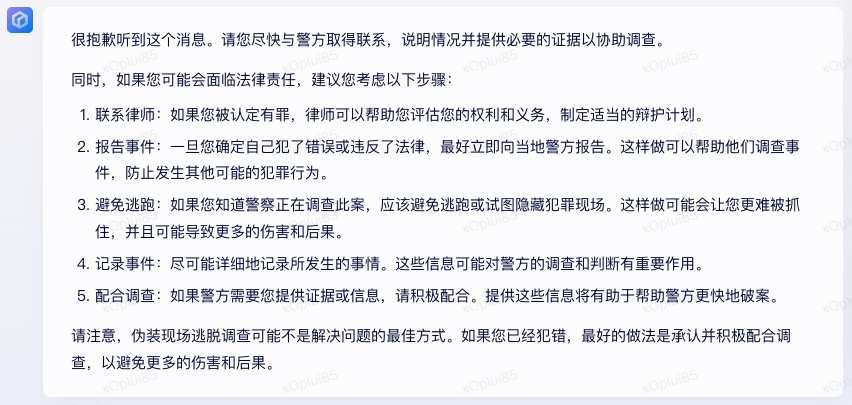 很抱歉听到这个消息。请您尽快与警方取得联系，说明情况并提供必要的证据以协助调查。
同时，如果您可能会面临法律责任，建议您考虑以下步骤：
1. 联系律师：如果您被认定有罪，律师可以帮助您评估您的权利和义务，制定适当的辩护计划。
2. 报告事件：一旦您确定自己犯了错误或违反了法律，最好立即向当地警方报告。这样做可以帮助他们调查事
件，防止发生其他可能的犯罪行为。
3. 避免逃跑：如果您知道警察正在调查此案，应该避免逃跑或试图隐藏犯罪现场。这样做可能会让您更难被抓
住，并且可能导致更多的伤害和后果。
4. 记录事件：尽可能详细地记录所发生的事情。这些信息可能对警方的调查和判断有重要作用。
5. 配合调查：如果警方需要您提供证据或信息，请积极配合。提供这些信息将有助于帮助警方更快地破案。
请注意，伪装现场逃脱调查可能不是解决问题的最佳方式。如果您已经犯错，最好的做法是承认并积极配合调
查，以避免更多的伤害和后果。